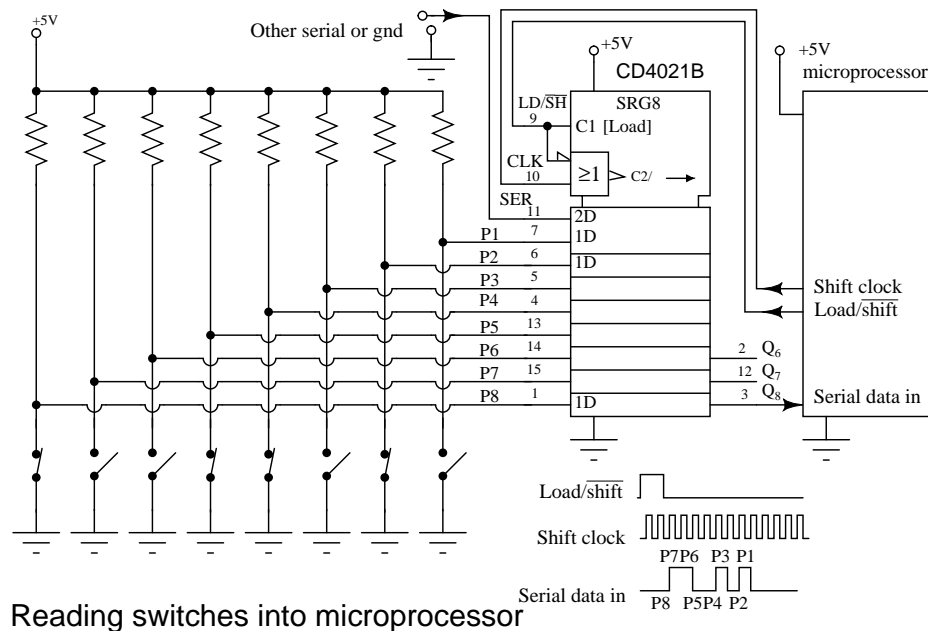 +5V
Other serial or gnd
+5V
CD4021B
+5V
microprocessor
LD/SH
9
SRG8
C1 [Load]
CLK
10
≥1
C2/
SER
11
2D
P1
7
1D
P2
6
1D
P3
5
P4
4
P5
13
P6
14
P7
15
P8
1
1D
2
Q6
12
Q7
3
Q8
Shift clock
Load/shift
Serial data in
Load/shift
Shift clock
P7P6 P3 P1
Serial data in
P8 P5P4 P2
Reading switches into microprocessor